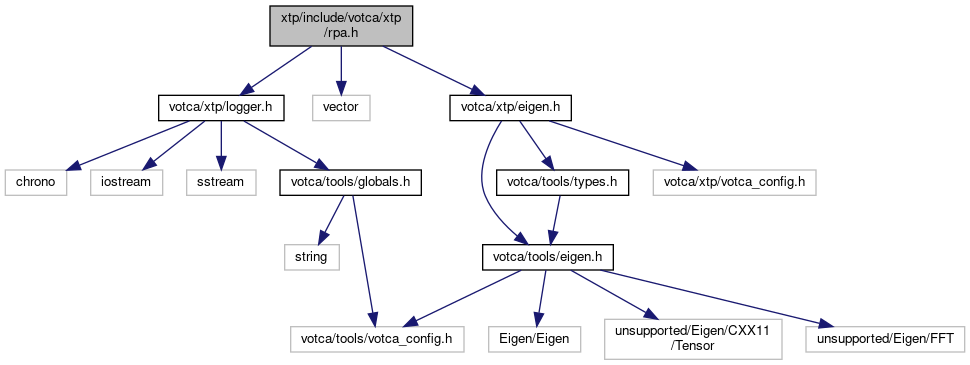 xtp/include/votca/xtp
/rpa.h
votca/xtp/logger.h
vector
votca/xtp/eigen.h
chrono
iostream
sstream
votca/tools/globals.h
votca/tools/types.h
votca/xtp/votca_config.h
string
votca/tools/eigen.h
votca/tools/votca_config.h
Eigen/Eigen
unsupported/Eigen/CXX11
/Tensor
unsupported/Eigen/FFT